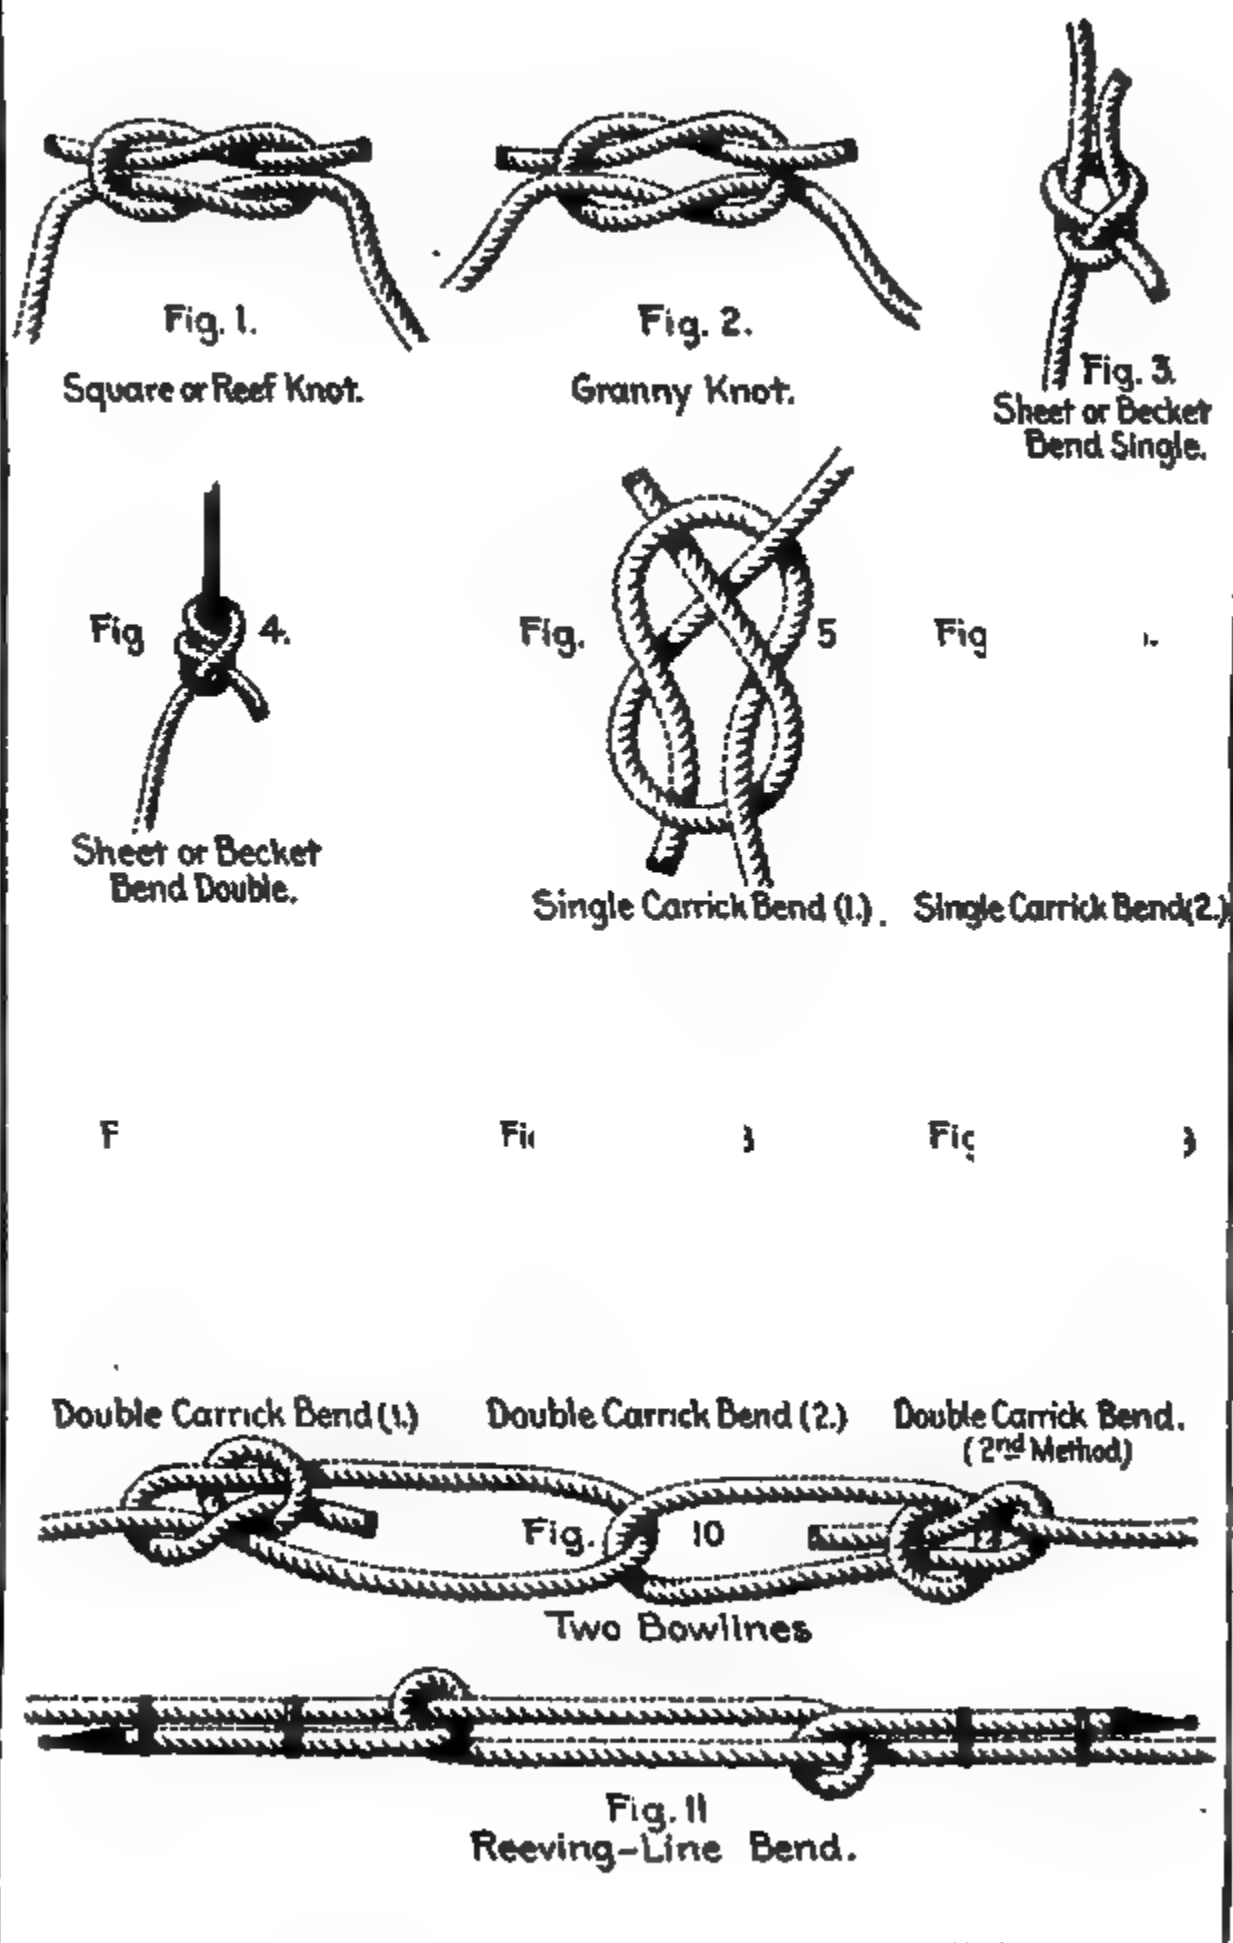 Fig. 1.
Square or Reef Knot.
Fig. 2.
Granny Knot.
Fig. 3.
Sheet or Becket
Bend Single.
Fig 4.
Sheet or Becket
Bend Double.
Fig. 5
Single Carrick Bend (1.).
Fig
Single Carrick Bend (2.)
Double Carrick Bend (1.)
Double Carrick Bend (2.)
Double Carrick Bend.
(2nd Method)
Fig. 10
Two Bowlines
Fig. 11
Reeving-Line Bend.